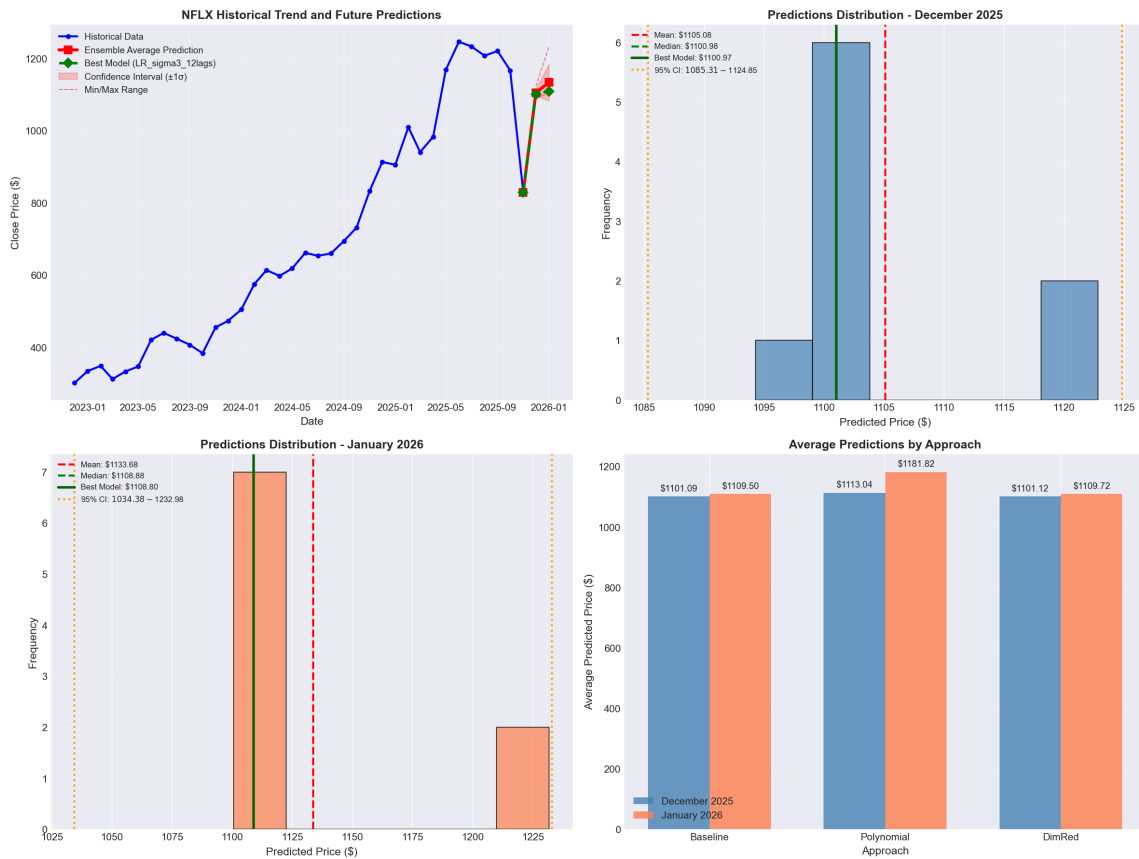 NFLX Historical Trend and Future Predictions
Historical Data
Ensemble Average Prediction
Best Model (LR_sigma3_12lags)
Confidence Interval (±1σ)
Min/Max Range
Close Price ($)
1200
1000
800
600
400
2023-01 2023-05 2023-09 2024-01 2024-05 2024-09 2025-01 2025-05 2025-09 2026-01
Date
Predictions Distribution - December 2025
Mean: $1105.08
Median: $1100.98
Best Model: $1100.97
95% CI: 1085.31 − 1124.85
Frequency
6
5
4
3
2
1
0
1085 1090 1095 1100 1105 1110 1115 1120 1125
Predicted Price ($)
Predictions Distribution - January 2026
Mean: $1133.68
Median: $1108.88
Best Model: $1108.80
95% CI: 1034.38 − 1232.98
Frequency
7
6
5
4
3
2
1
0
1025 1050 1075 1100 1125 1150 1175 1200 1225
Predicted Price ($)
Average Predictions by Approach
Average Predicted Price ($)
1200
1000
800
600
400
200
0
$1101.09 $1109.50 $1113.04 $1181.82 $1101.12 $1109.72
December 2025
January 2026
Baseline Polynomial DimRed
Approach